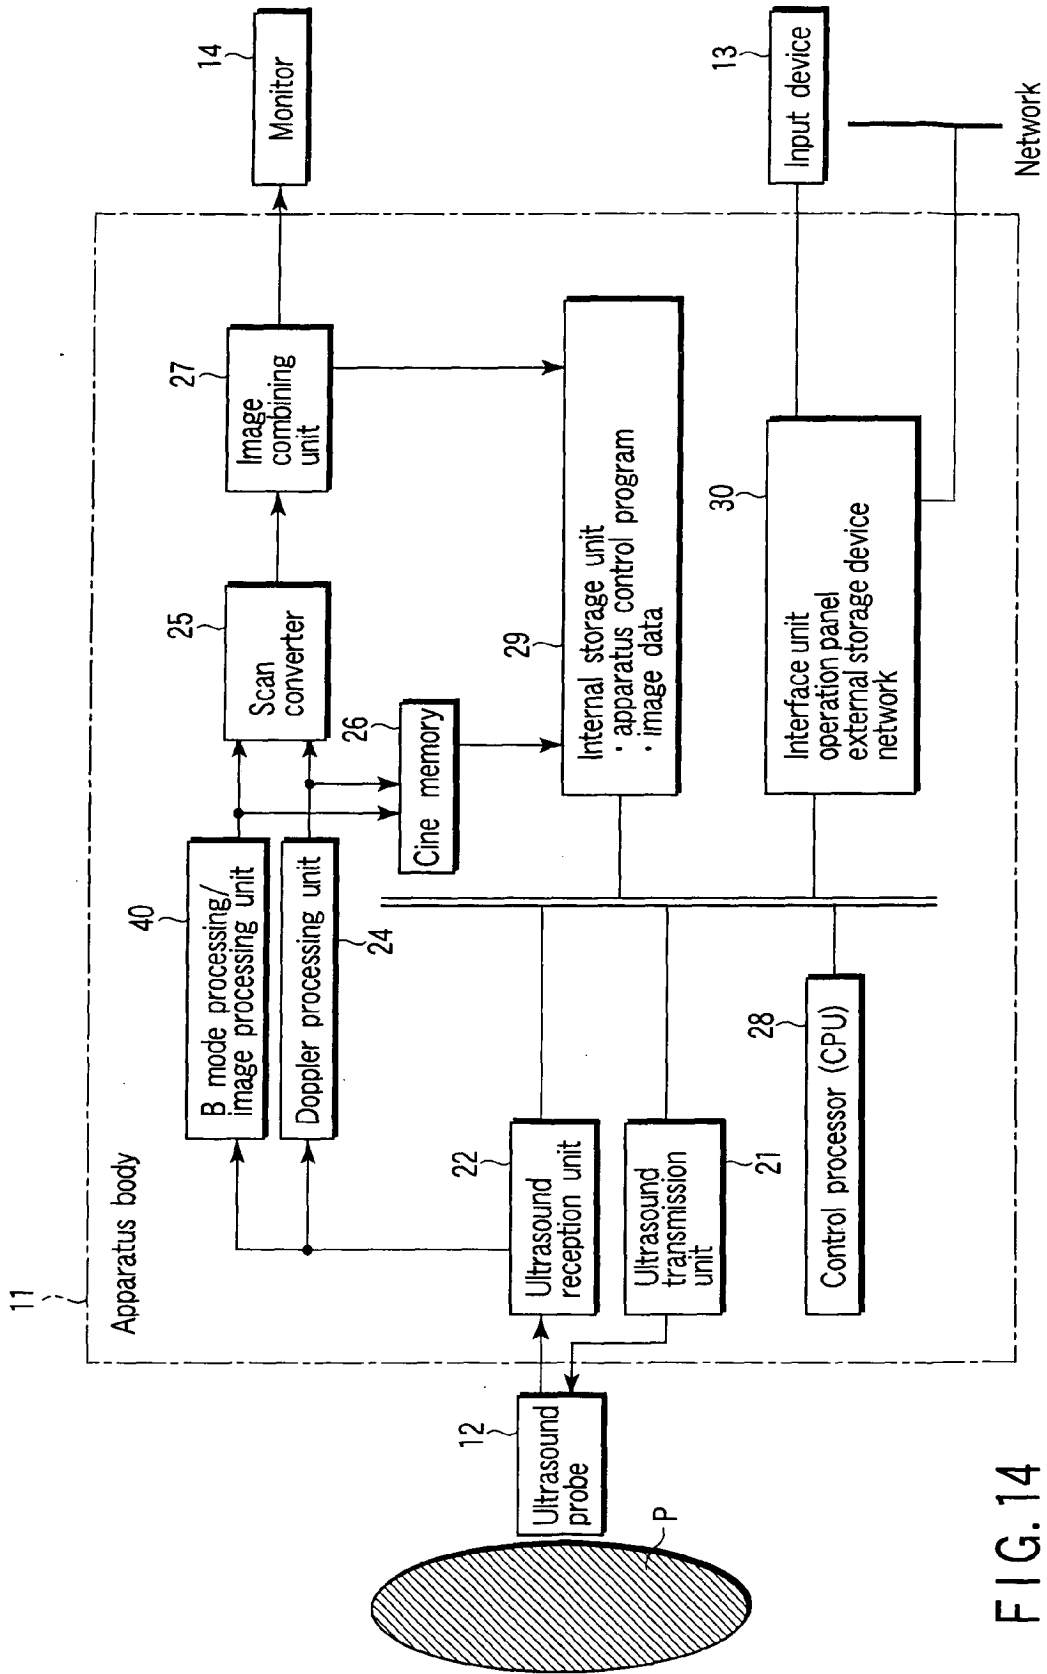 11
Apparatus body
40
B mode processing/
image processing unit
Doppler processing unit
24
25
Scan
converter
27
Image
combining
unit
14
Monitor
26
Cine memory
12
Ultrasound
probe
P
22
Ultrasound
reception unit
Ultrasound
transmission
unit
21
29
Internal storage unit
· apparatus control program
· image data
28
Control processor (CPU)
30
Interface unit
operation panel
external storage device
network
13
Input device
Network
FIG. 14